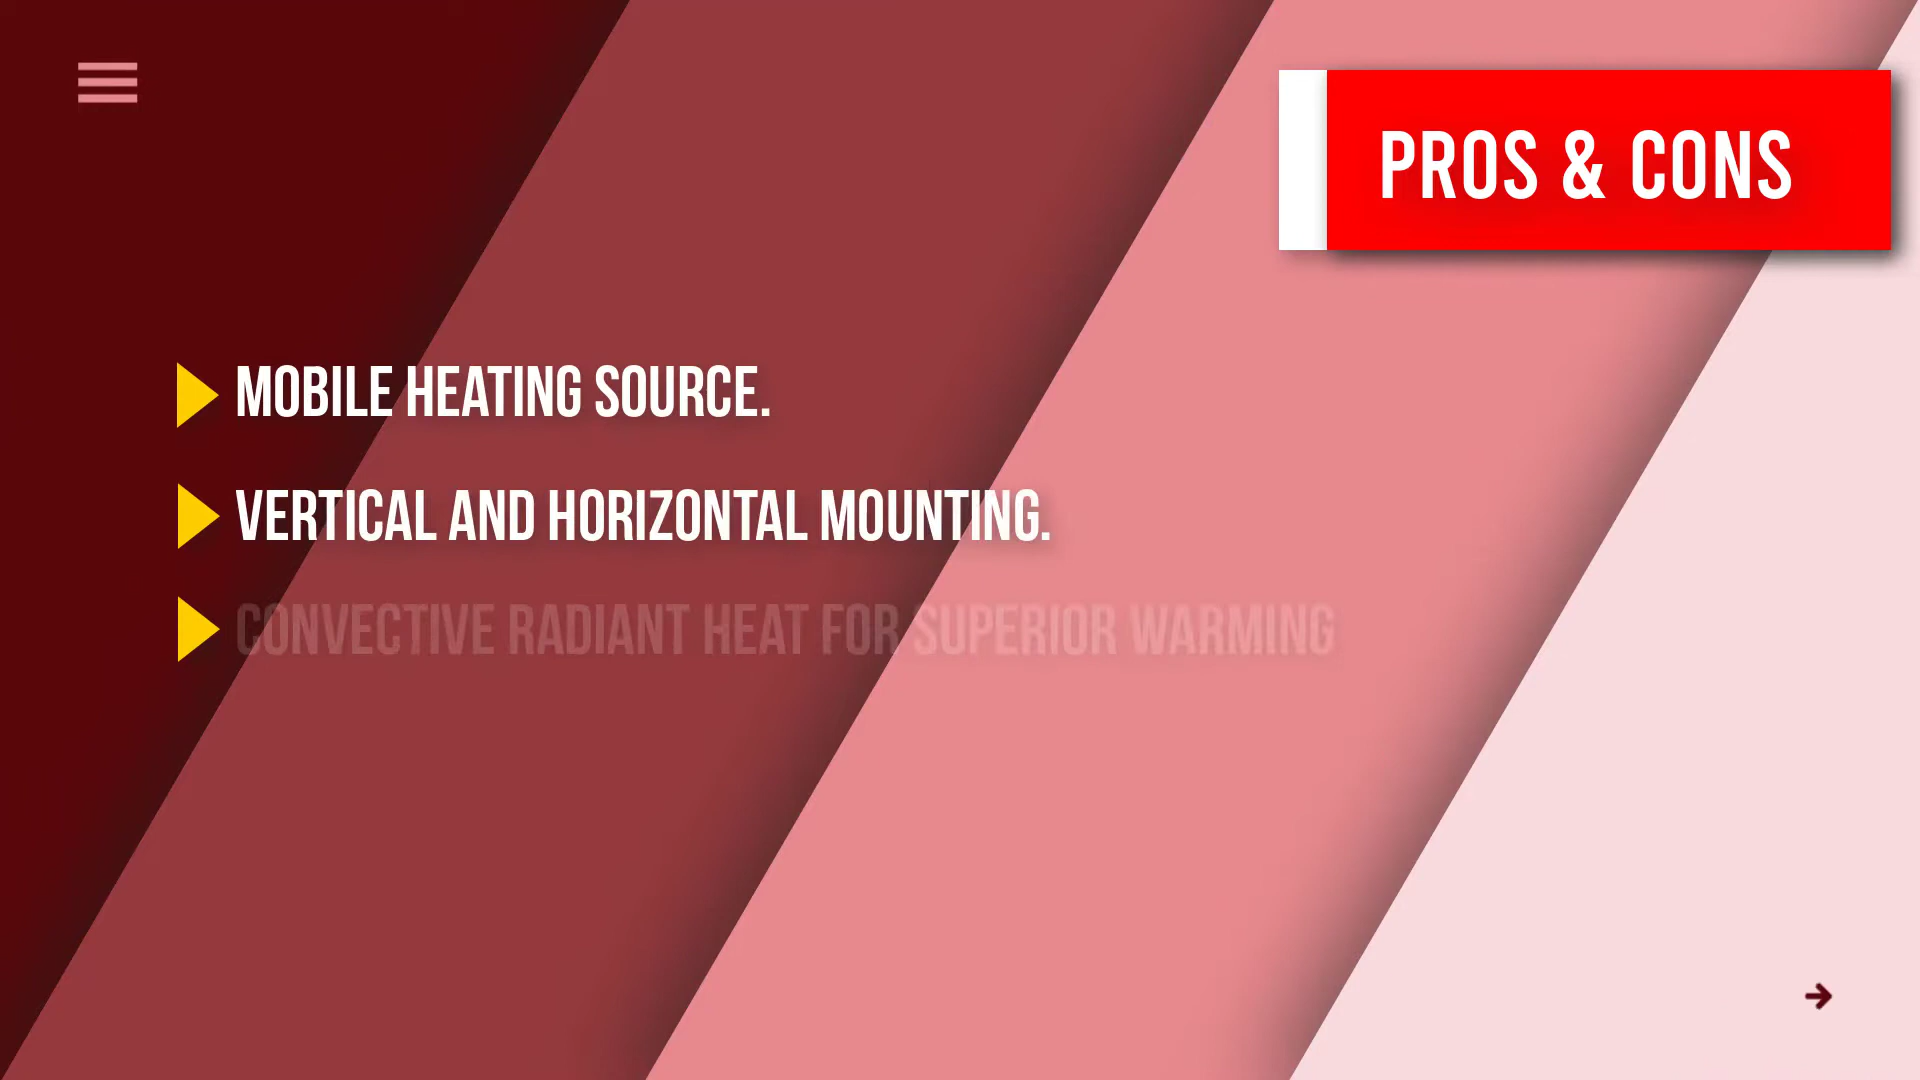 PROS & CONS
MOBILE HEATING SOURCE.
VERTICAL AND HORIZONTAL MOUNTING.
CONVECTIVE RADIANT HEAT FOR SUPERIOR WARMING